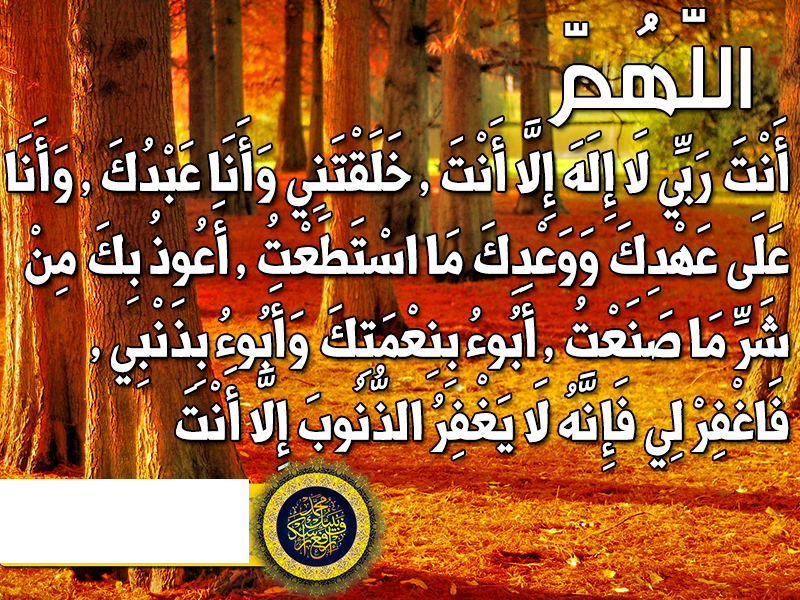 اللّهُمّ
أَنْتَ رَبِّي لَا إِلَهَ إِلَّا أَنْتَ , خَلَقْتَنِي وَأَنَا عَبْدُكَ , وَأَنَا
عَلَى عَهْدِكَ وَوَعْدِكَ مَا اسْتَطَعْتُ , أَعُوذُ بِكَ مِنْ
شَرِّ مَا صَنَعْتُ , أَبُوءُ بِنِعْمَتِكَ وَأَبُوءُ بِذَنْبِي ,
فَاغْفِرْ لِي فَإِنَّهُ لَا يَغْفِرُ الذُّنُوبَ إِلَّا أَنْتَ